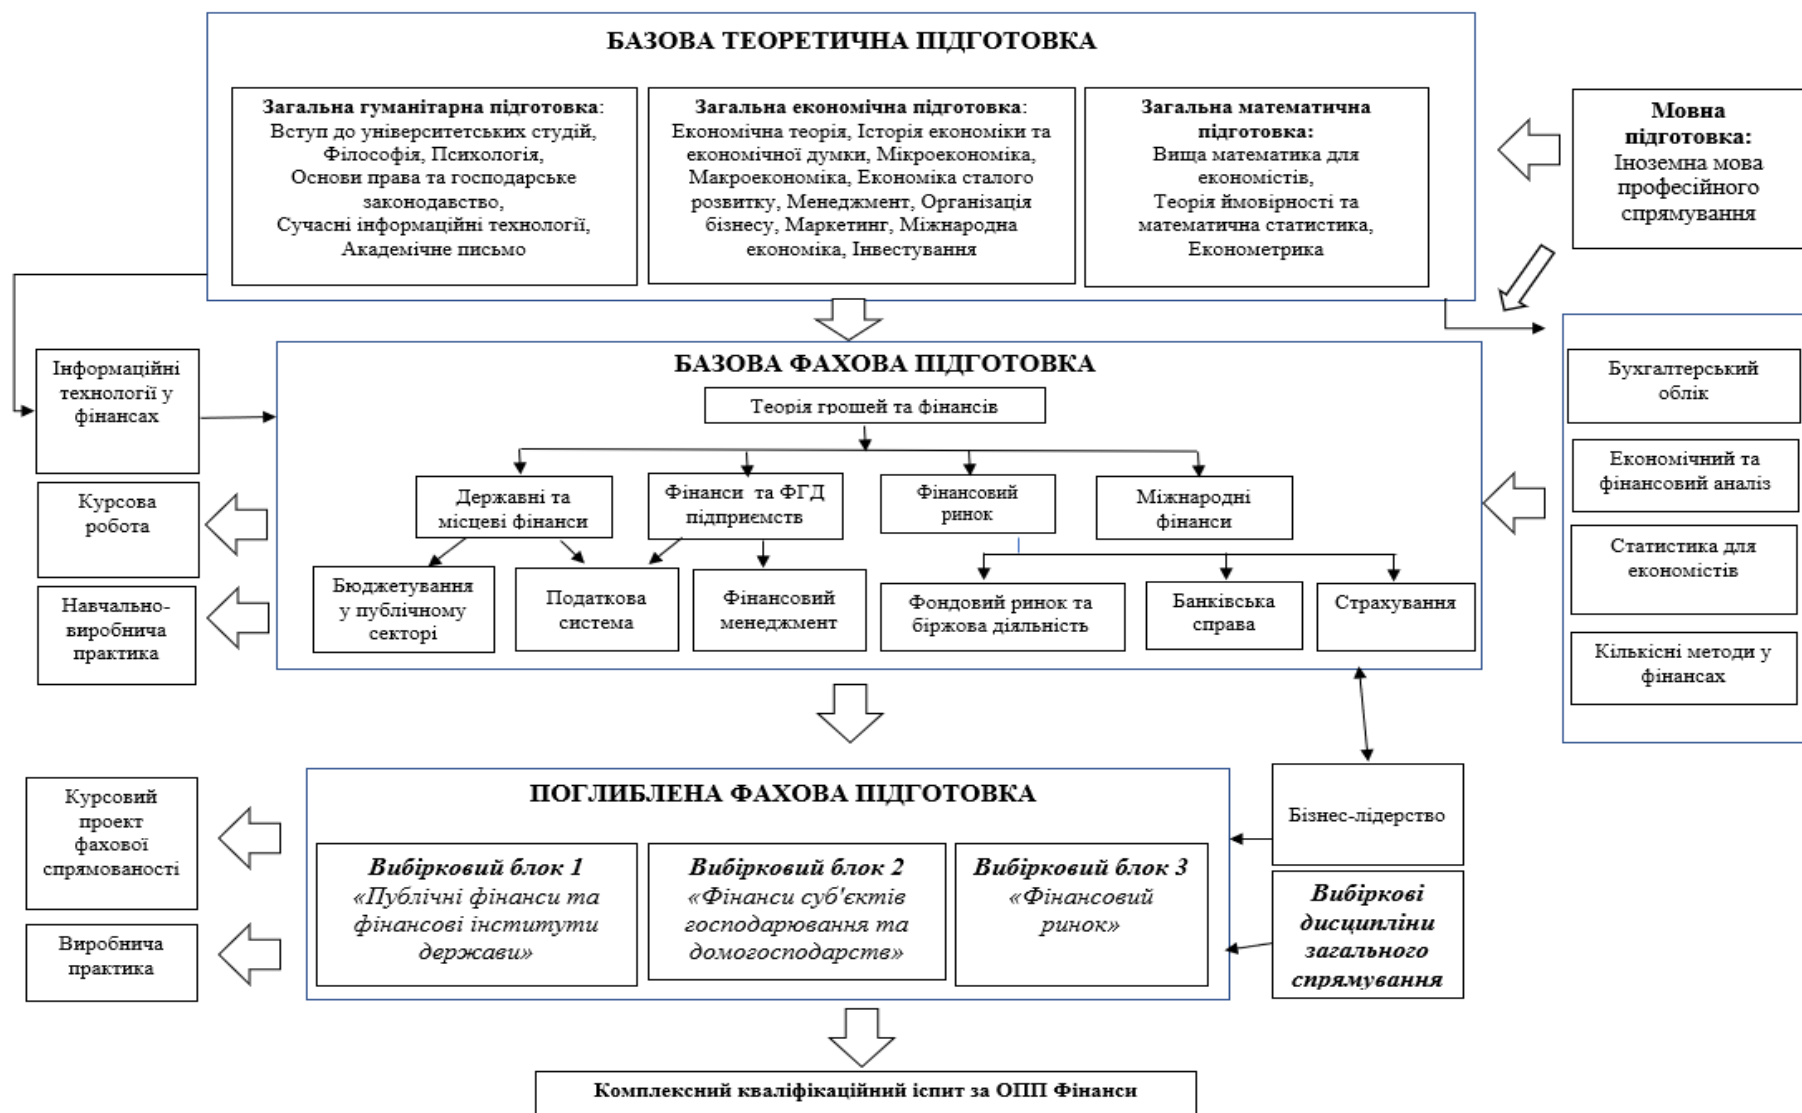 БАЗОВА ТЕОРЕТИЧНА ПІДГОТОВКА
Загальна гуманітарна підготовка:
Вступ до університетських студій,
Філософія, Психологія,
Основи права та господарське
законодавство,
Сучасні інформаційні технології,
Академічне письмо
Загальна економічна підготовка:
Економічна теорія, Історія економіки та
економічної думки, Мікроекономіка,
Макроекономіка, Економіка сталого
розвитку, Менеджмент, Організація
бізнесу, Маркетинг, Міжнародна
економіка, Інвестування
Загальна математична
підготовка:
Вища математика для
економістів,
Теорія ймовірності та
математична статистика,
Економетрика
Мовна
підготовка:
Іноземна мова
професійного
спрямування
Інформаційні
технології у
фінансах
Курсова
робота
Навчально-
виробнича
практика
БАЗОВА ФАХОВА ПІДГОТОВКА
Теорія грошей та фінансів
Державні та
місцеві фінанси
Фінанси та ФГД
підприємств
Фінансовий
ринок
Міжнародні
фінанси
Бюджетування
у публічному
секторі
Податкова
система
Фінансовий
менеджмент
Фондовий ринок та
біржова діяльність
Банківська
справа
Страхування
Бухгалтерський
облік
Економічний та
фінансовий аналіз
Статистика для
економістів
Кількісні методи у
фінансах
Курсовий
проект
фахової
спрямованості
Виробнича
практика
ПОГЛИБЛЕНА ФАХОВА ПІДГОТОВКА
Вибірковий блок 1
«Публічні фінанси та
фінансові інститути
держави»
Вибірковий блок 2
«Фінанси суб'єктів
господарювання та
домогосподарств»
Вибірковий блок 3
«Фінансовий
ринок»
Бізнес-лідерство
Вибіркові
дисципліни
загального
спрямування
Комплексний кваліфікаційний іспит за ОПП Фінанси